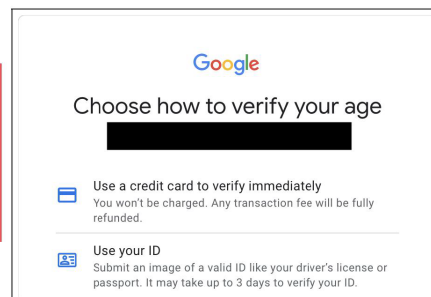 Google
Choose how to verify your age
Use a credit card to verify immediately
You won't be charged. Any transaction fee will be fully
refunded.
Use your ID
Submit an image of a valid ID like your driver's license or
passport. It may take up to 3 days to verify your ID.